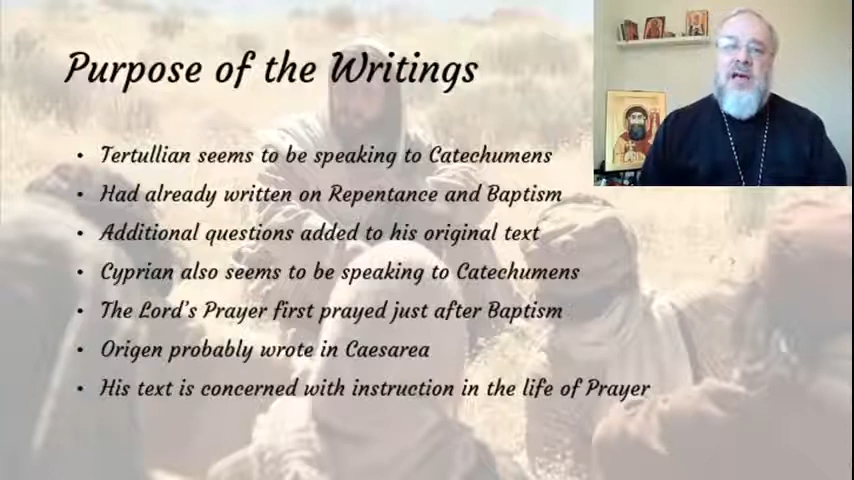 Purpose of the Writings
• Tertullian seems to be speaking to Catechumens
• Had already written on Repentance and Baptism
• Additional questions added to his original text
• Cyprian also seems to be speaking to Catechumens
• The Lord's Prayer first prayed just after Baptism
• Origen probably wrote in Caesarea
• His text is concerned with instruction in the life of Prayer